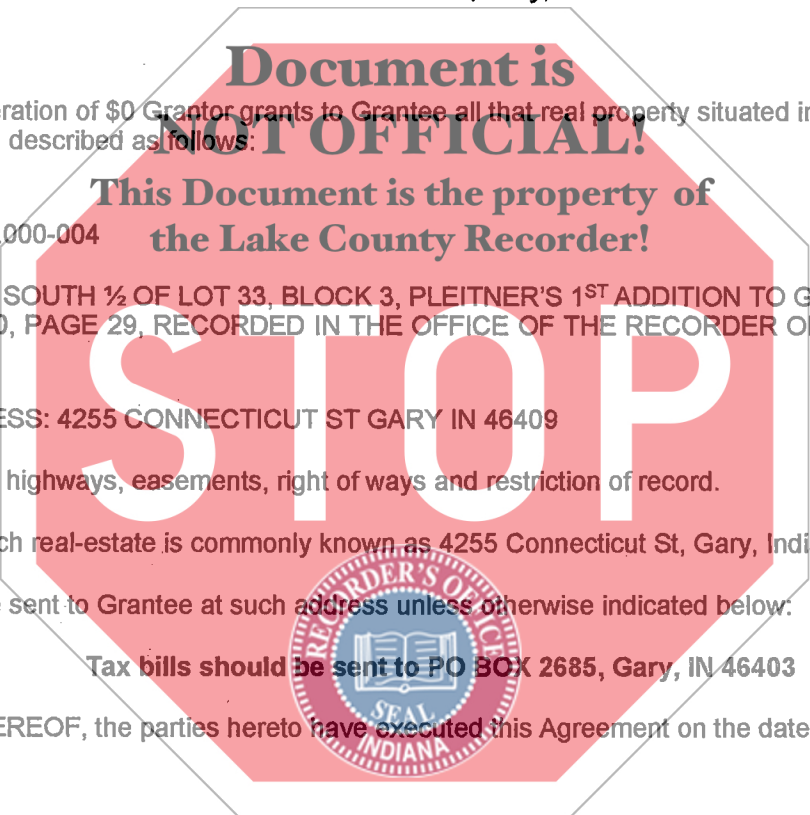 Document is
eration of $0 Grantor grants to Grantee all that real property situated in
NOT OFFICIAL!
described as follows:
This Document is the property of
.000-004
the Lake County Recorder!
SOUTH ½ OF LOT 33, BLOCK 3, PLEITNER'S 1ST ADDITION TO G
0, PAGE 29, RECORDED IN THE OFFICE OF THE RECORDER O
STOP
ESS: 4255 CONNECTICUT ST GARY IN 46409
highways, easements, right of ways and restriction of record.
ch real-estate is commonly known as 4255 Connecticut St, Gary, Indi
RECORDER'S OFFICE
sent to Grantee at such address unless otherwise indicated below:
Tax bills should be sent to PO BOX 2685, Gary, IN 46403
SEAL
EREOF, the parties hereto have executed this Agreement on the date
INDIANA